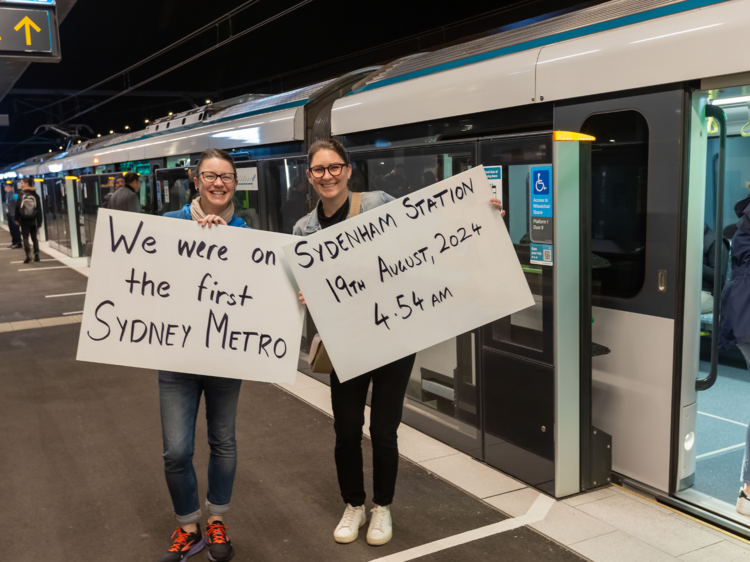 We were on
the first
SYDNEY METRO
SYDENHAM STATION
19TH AUGUST, 2024
4.54 AM